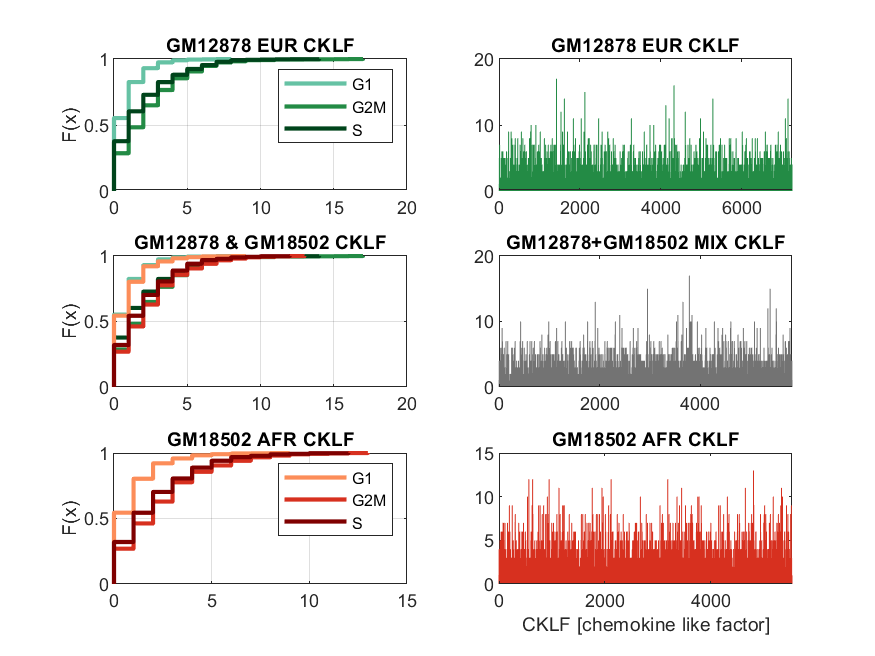 GM12878 EUR CKLF
1
0.5
0
F(x)
0 5 10 15 20
G1
G2M
S
GM12878 EUR CKLF
20
10
0
0 2000 4000 6000
GM12878 & GM18502 CKLF
1
0.5
0
F(x)
0 5 10 15 20
GM12878+GM18502 MIX CKLF
20
10
0
0 2000 4000
GM18502 AFR CKLF
1
0.5
0
F(x)
0 5 10 15
G1
G2M
S
GM18502 AFR CKLF
15
10
5
0
0 2000 4000
CKLF [chemokine like factor]